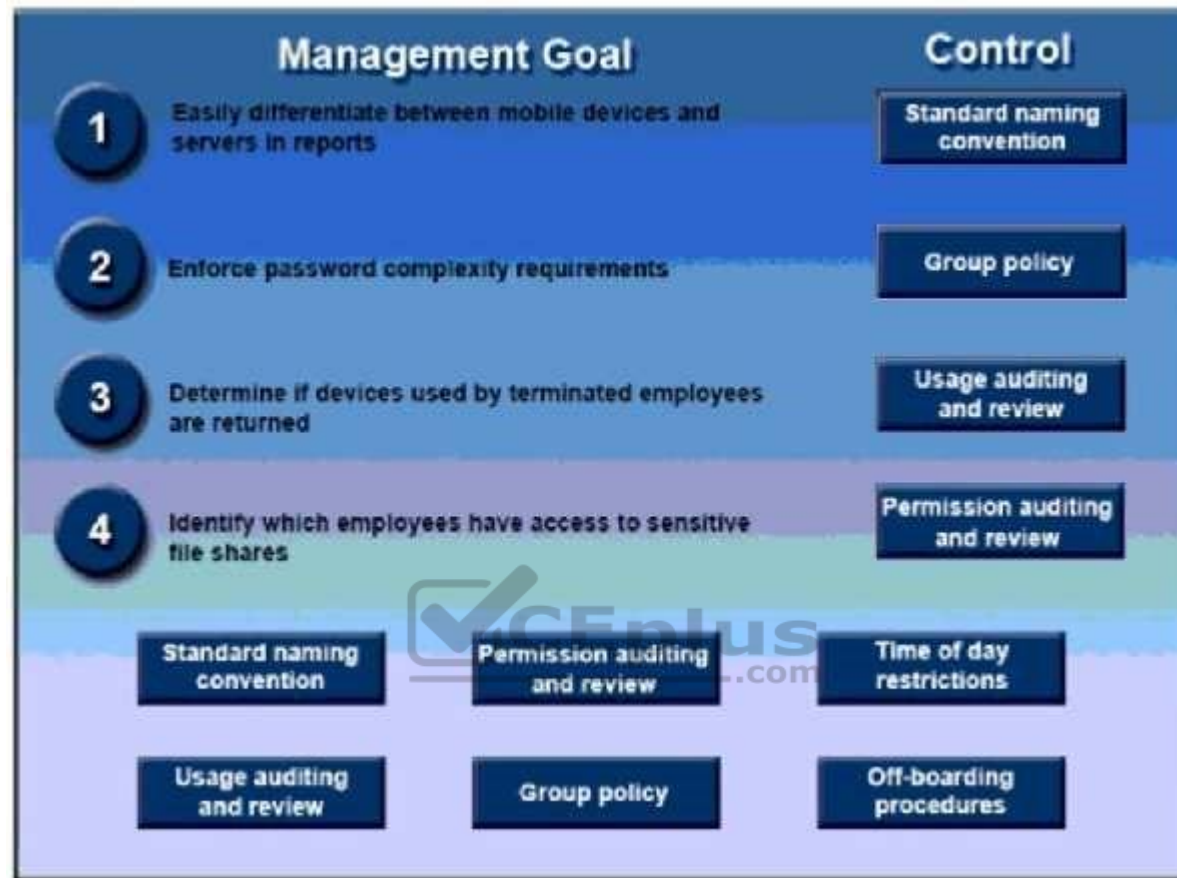 Management Goal
Control
1
Easily differentiate between mobile devices and
servers in reports
Standard naming
convention
2
Enforce password complexity requirements
Group policy
3
Determine if devices used by terminated employees
are returned
Usage auditing
and review
4
Identify which employees have access to sensitive
file shares
Permission auditing
and review
CEplus
.com
Standard naming
convention
Permission auditing
and review
Time of day
restrictions
Usage auditing
and review
Group policy
Off-boarding
procedures